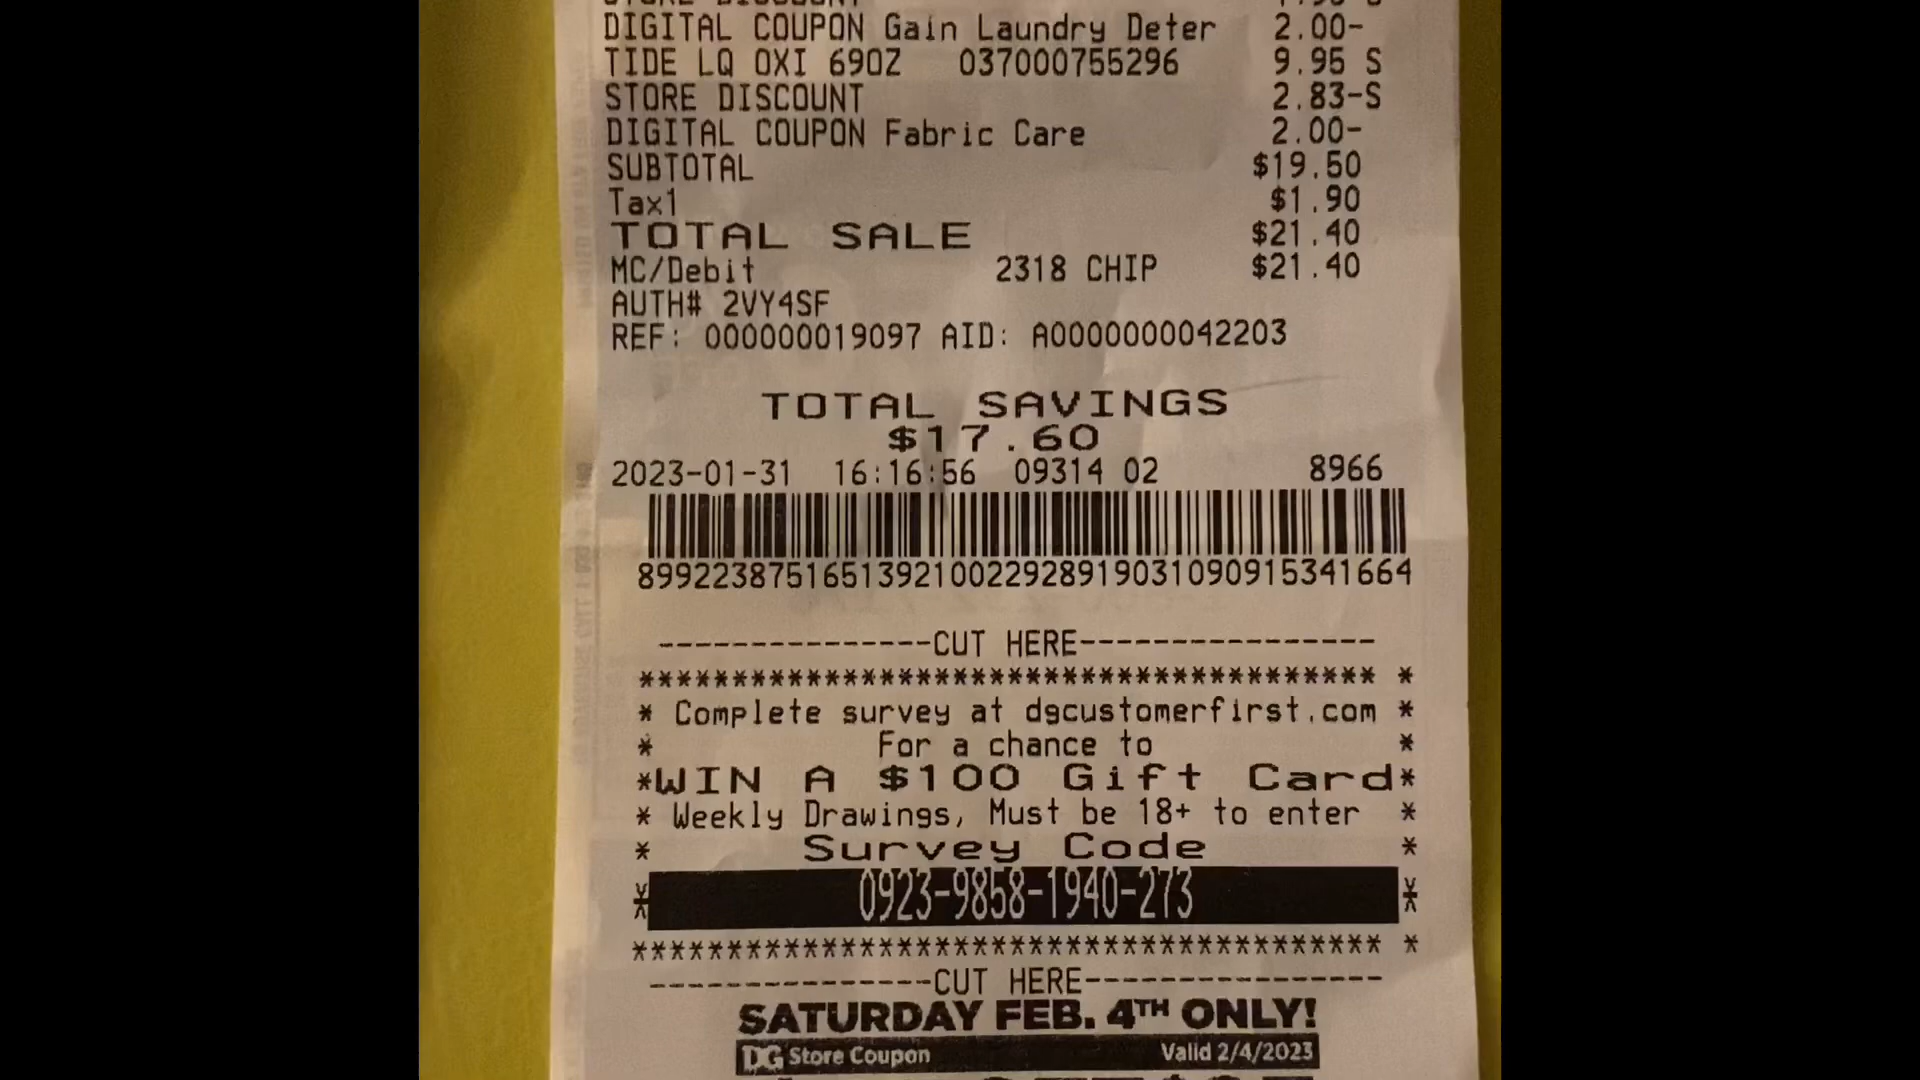 STORE DISCOUNT
DIGITAL COUPON Gain Laundry Deter 2.00-
TIDE LQ OXI 69OZ 037000755296 9.95 S
STORE DISCOUNT 2.83-S
DIGITAL COUPON Fabric Care 2.00-
SUBTOTAL $19.50
Tax1 $1.90
TOTAL SALE $21.40
MC/Debit 2318 CHIP $21.40
AUTH# 2VY4SF
REF: 000000019097 AID: A0000000042203
TOTAL SAVINGS
$17.60
2023-01-31 16:16:56 09314 02 8966
899223875165139210022928919031090915341664
---------------CUT HERE----------------
**************************************** *
* Complete survey at dgcustomerfirst.com *
* For a chance to *
*WIN A $100 Gift Card*
* Weekly Drawings, Must be 18+ to enter *
* Survey Code *
* 0923-9858-1940-273 *
**************************************** *
---------------CUT HERE----------------
SATURDAY FEB. 4TH ONLY!
DG Store Coupon Valid 2/4/2023